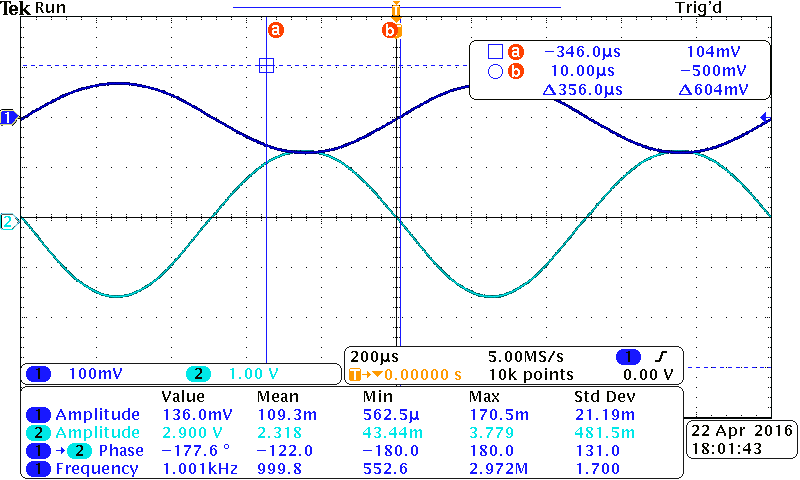 Tek Run Trig'd
T
a b
a −346.0µs 104mV
b 10.00µs −500mV
Δ356.0µs Δ604mV
1
2
1 100mV 2 1.00 V
200µs 5.00MS/s 1
T→▼0.00000 s 10k points 0.00 V
Value Mean Min Max Std Dev
1 Amplitude 136.0mV 109.3m 562.5µ 170.5m 21.19m
2 Amplitude 2.900 V 2.318 43.44m 3.779 481.5m
1 → 2 Phase −177.6 ° −122.0 −180.0 180.0 131.0
1 Frequency 1.001kHz 999.8 552.6 2.972M 1.700
22 Apr 2016
18:01:43